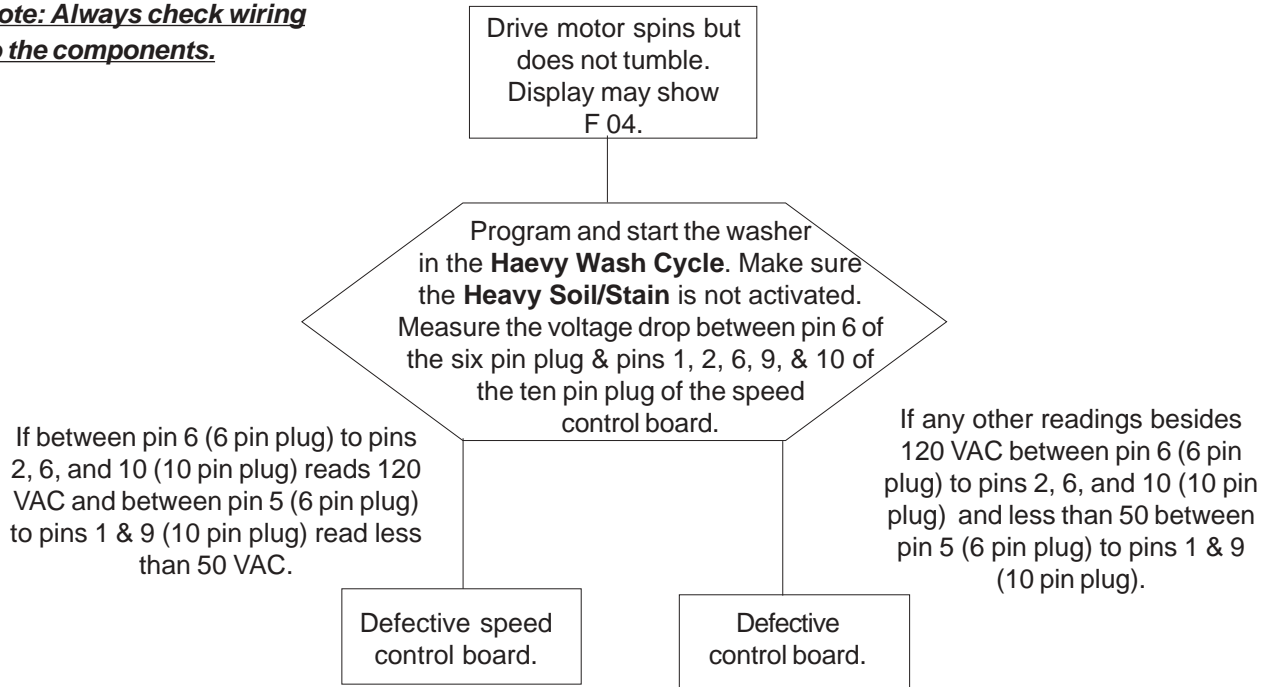 ote: Always check wiring
o the components.
Drive motor spins but
does not tumble.
Display may show
F 04.
Program and start the washer
in the Haevy Wash Cycle. Make sure
the Heavy Soil/Stain is not activated.
Measure the voltage drop between pin 6 of
the six pin plug & pins 1, 2, 6, 9, & 10 of
the ten pin plug of the speed
control board.
If between pin 6 (6 pin plug) to pins
2, 6, and 10 (10 pin plug) reads 120
VAC and between pin 5 (6 pin plug)
to pins 1 & 9 (10 pin plug) read less
than 50 VAC.
If any other readings besides
120 VAC between pin 6 (6 pin
plug) to pins 2, 6, and 10 (10 pin
plug) and less than 50 between
pin 5 (6 pin plug) to pins 1 & 9
(10 pin plug).
Defective speed
control board.
Defective
control board.